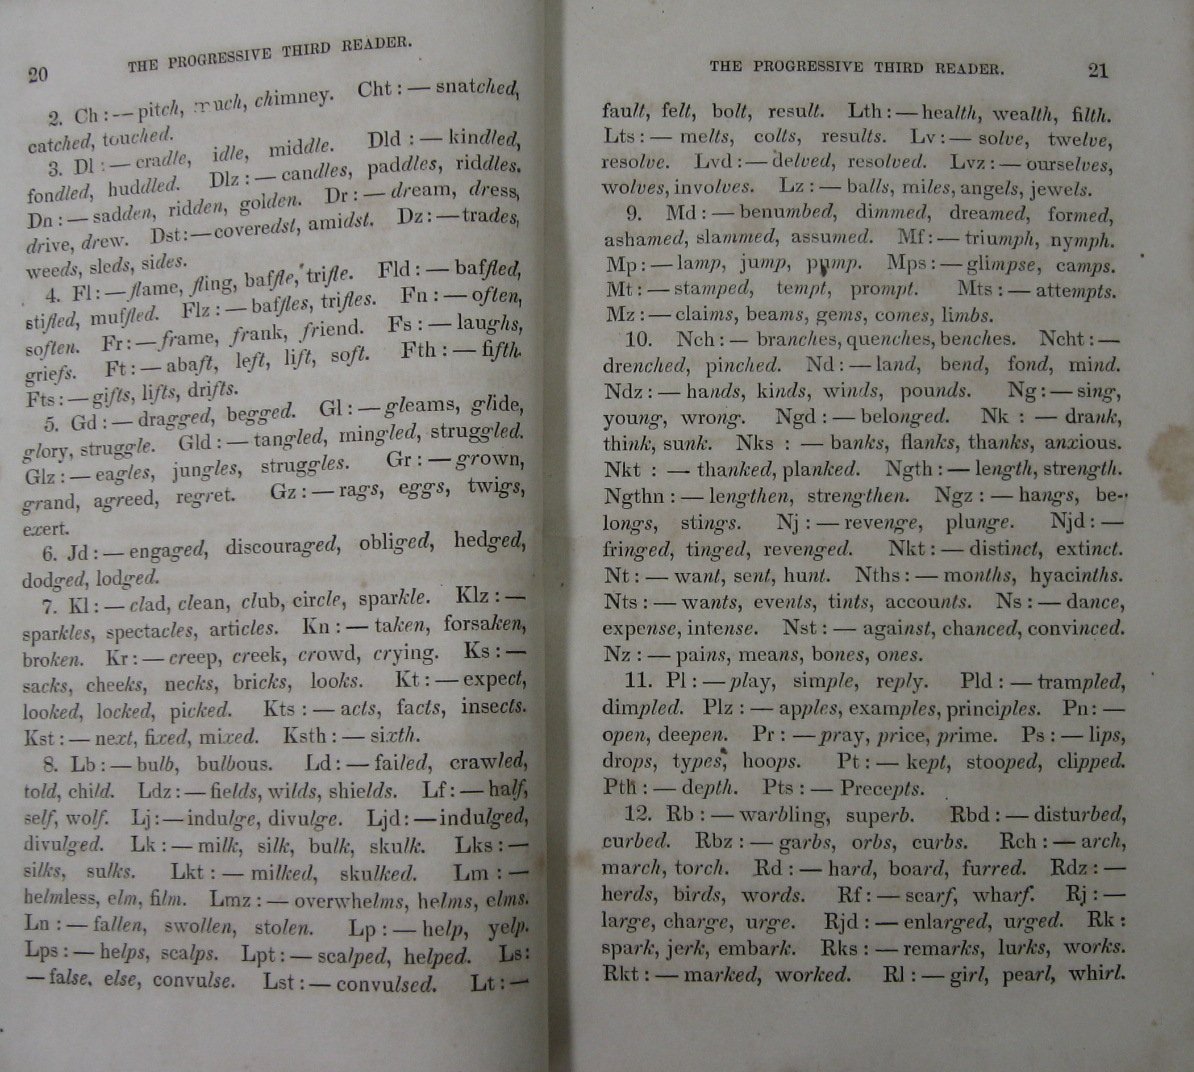 20
THE PROGRESSIVE THIRD READER.
2. Ch : — pitch, much, chimney. Cht : — snatched,
catched, touched.
3. Dl : — cradle, idle, middle. Dld : — kindled,
fondled, huddled. Dlz : — candles, paddles, riddles.
Dn : — sadden, ridden, golden. Dr : — dream, dress,
drive, drew. Dst : — coveredst, amidst. Dz : — trades,
weeds, sleds, sides.
4. Fl : — flame, fling, baffle, trifle. Fld : — baffled,
stifled, muffled. Flz : — baffles, trifles. Fn : — often,
soften. Fr : — frame, frank, friend. Fs : — laughs,
griefs. Ft : — abaft, left, lift, soft. Fth : — fifth.
Fts : — gifts, lifts, drifts.
5. Gd : — dragged, begged. Gl : — gleams, glide,
glory, struggle. Gld : — tangled, mingled, struggled.
Glz : — eagles, jungles, struggles. Gr : — grown,
grand, agreed, regret. Gz : — rags, eggs, twigs,
exert.
6. Jd : — engaged, discouraged, obliged, hedged,
dodged, lodged.
7. Kl : — clad, clean, club, circle, sparkle. Klz : —
sparkles, spectacles, articles. Kn : — taken, forsaken,
broken. Kr : — creep, creek, crowd, crying. Ks : —
sacks, cheeks, necks, bricks, looks. Kt : — expect,
looked, locked, picked. Kts : — acts, facts, insects.
Kst : — next, fixed, mixed. Ksth : — sixth.
8. Lb : — bulb, bulbous. Ld : — failed, crawled,
told, child. Ldz : — fields, wilds, shields. Lf : — half,
self, wolf. Lj : — indulge, divulge. Ljd : — indulged,
divulged. Lk : — milk, silk, bulk, skulk. Lks : —
silks, sulks. Lkt : — milked, skulked. Lm : —
helmless, elm, film. Lmz : — overwhelms, helms, elms.
Ln : — fallen, swollen, stolen. Lp : — help, yelp.
Lps : — helps, scalps. Lpt : — scalped, helped. Ls :
— false, else, convulse. Lst : — convulsed. Lt : —
THE PROGRESSIVE THIRD READER.
21
fault, felt, bolt, result. Lth : — health, wealth, filth.
Lts : — melts, colts, results. Lv : — solve, twelve,
resolve. Lvd : — delved, resolved. Lvz : — ourselves,
wolves, involves. Lz : — balls, miles, angels, jewels.
9. Md : — benumbed, dimmed, dreamed, formed,
ashamed, slammed, assumed. Mf : — triumph, nymph.
Mp : — lamp, jump, pump. Mps : — glimpse, camps.
Mt : — stamped, tempt, prompt. Mts : — attempts.
Mz : — claims, beams, gems, comes, limbs.
10. Nch : — branches, quenches, benches. Ncht : —
drenched, pinched. Nd : — land, bend, fond, mind.
Ndz : — hands, kinds, winds, pounds. Ng : — sing,
young, wrong. Ngd : — belonged. Nk : — drank,
think, sunk. Nks : — banks, flanks, thanks, anxious.
Nkt : — thanked, planked. Ngth : — length, strength.
Ngthn : — lengthen, strengthen. Ngz : — hangs, be-
longs, stings. Nj : — revenge, plunge. Njd : —
fringed, tinged, revenged. Nkt : — distinct, extinct.
Nt : — want, sent, hunt. Nths : — months, hyacinths.
Nts : — wants, events, tints, accounts. Ns : — dance,
expense, intense. Nst : — against, chanced, convinced.
Nz : — pains, means, bones, ones.
11. Pl : — play, simple, reply. Pld : — trampled,
dimpled. Plz : — apples, examples, principles. Pn : —
open, deepen. Pr : — pray, price, prime. Ps : — lips,
drops, types, hoops. Pt : — kept, stooped, clipped.
Pth : — depth. Pts : — Precepts.
12. Rb : — warbling, superb. Rbd : — disturbed,
curbed. Rbz : — garbs, orbs, curbs. Rch : — arch,
march, torch. Rd : — hard, board, furred. Rdz : —
herds, birds, words. Rf : — scarf, wharf. Rj : —
large, charge, urge. Rjd : — enlarged, urged. Rk :
spark, jerk, embark. Rks : — remarks, lurks, works.
Rkt : — marked, worked. Rl : — girl, pearl, whirl.